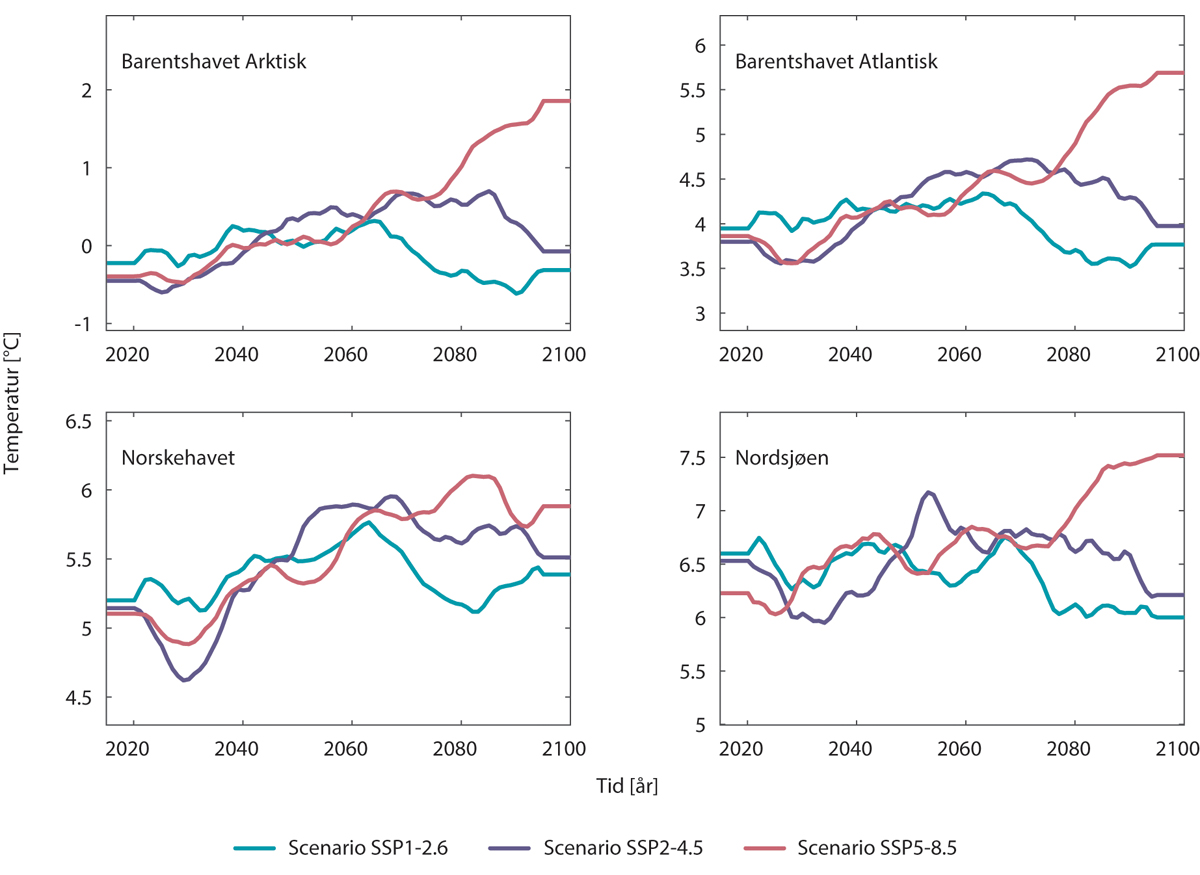 Barentshavet Arktisk
2
1
0
-1
2020 2040 2060 2080 2100
Barentshavet Atlantisk
6
5.5
5
4.5
4
3.5
3
2020 2040 2060 2080 2100
Temperatur [°C]
Norskehavet
6.5
6
5.5
5
4.5
2020 2040 2060 2080 2100
Nordsjøen
7.5
7
6.5
6
5.5
5
2020 2040 2060 2080 2100
Tid [år]
Scenario SSP1-2.6 Scenario SSP2-4.5 Scenario SSP5-8.5